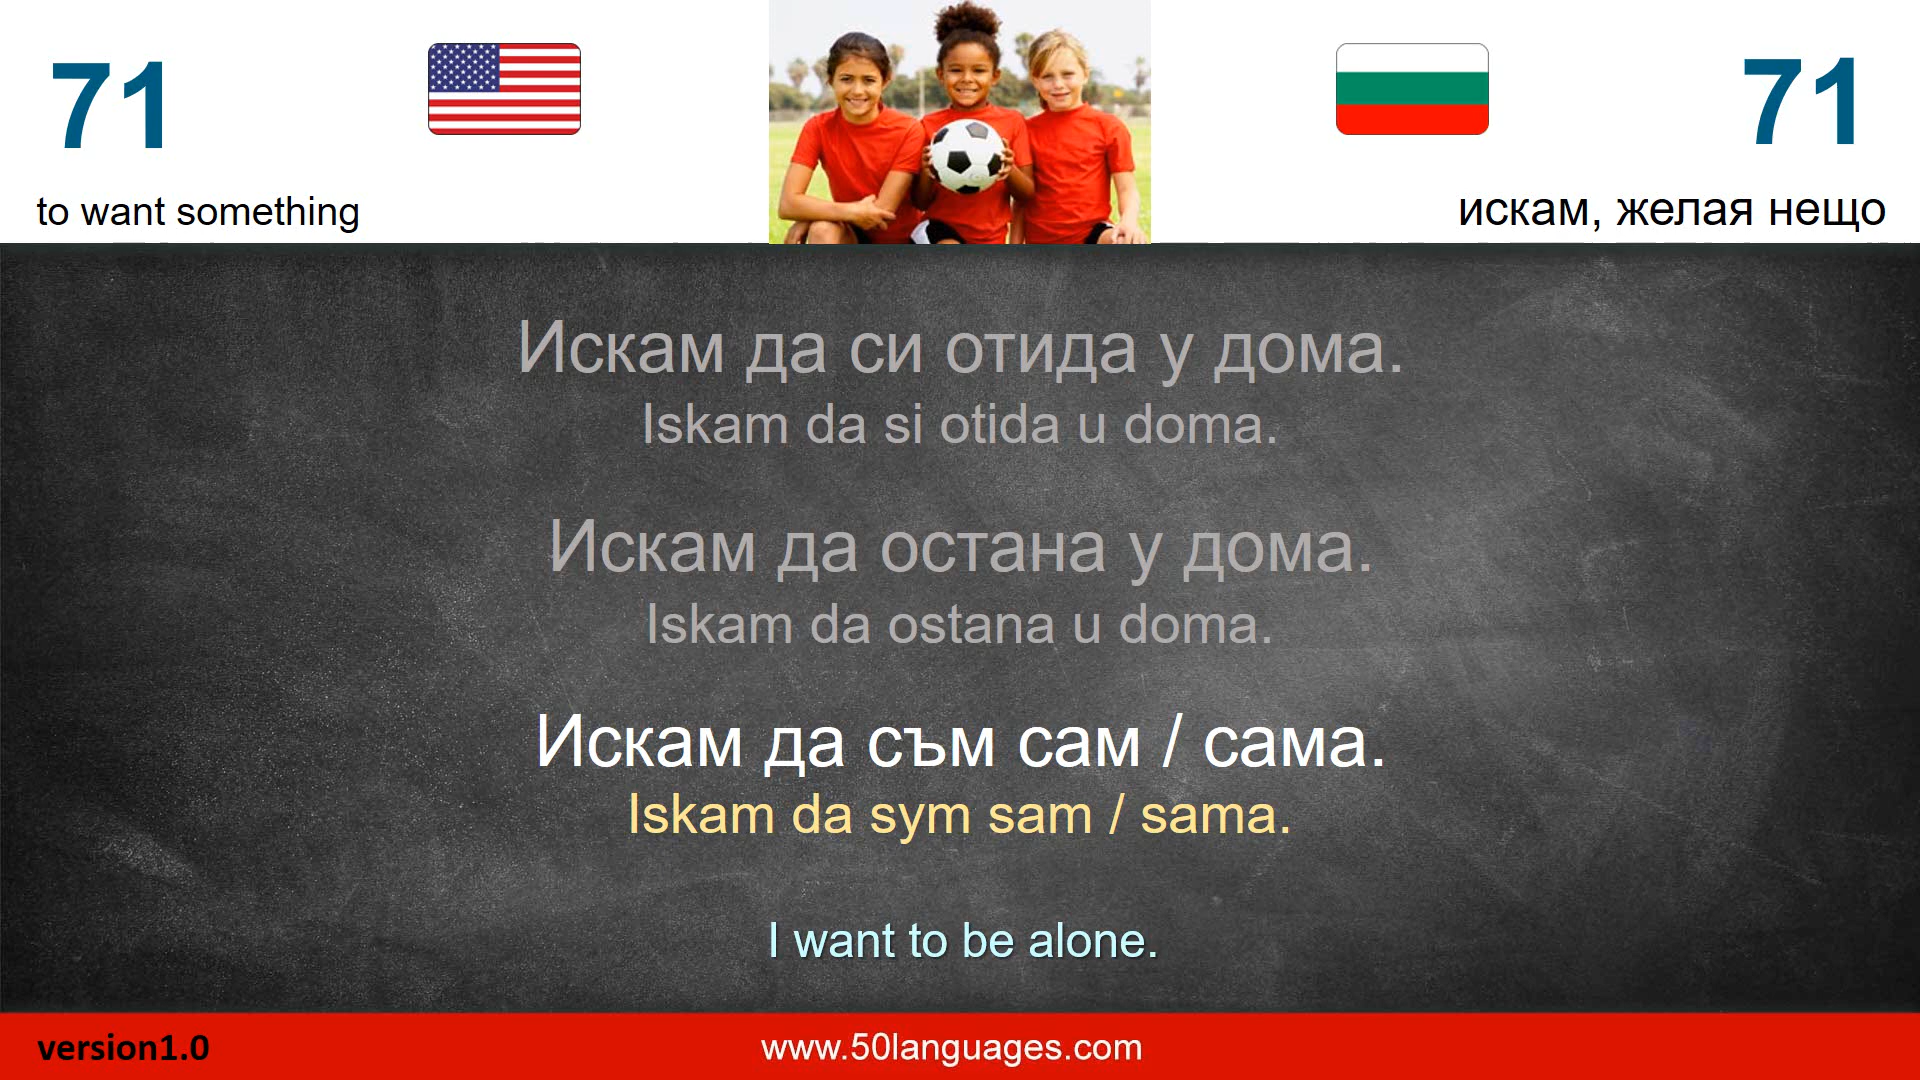 71
71
to want something
искам, желая нещо
Искам да си отида у дома.
Iskam da si otida u doma.
Искам да остана у дома.
Iskam da ostana u doma.
Искам да съм сам / сама.
Iskam da sym sam / sama.
I want to be alone.
version1.0
www.50languages.com